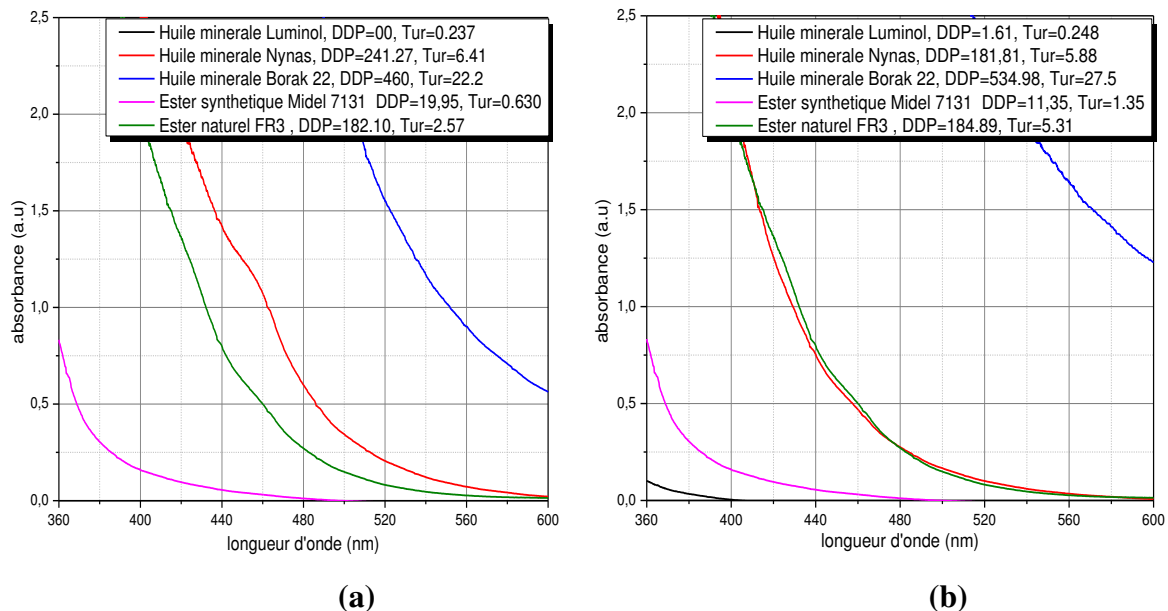 2,5
2,0
1,5
1,0
0,5
0,0
absorbance (a.u)
Huile minerale Luminol, DDP=00, Tur=0.237
Huile minerale Nynas, DDP=241.27, Tur=6.41
Huile minerale Borak 22, DDP=460, Tur=22.2
Ester synthetique Midel 7131 DDP=19,95, Tur=0.630
Ester naturel FR3 , DDP=182.10, Tur=2.57
360 400 440 480 520 560 600
longueur d'onde (nm)
(a)
2,5
2,0
1,5
1,0
0,5
0,0
absorbance (a.u)
Huile minerale Luminol, DDP=1.61, Tur=0.248
Huile minerale Nynas, DDP=181,81, Tur=5.88
Huile minerale Borak 22, DDP=534.98, Tur=27.5
Ester synthetique Midel 7131 DDP=11,35, Tur=1.35
Ester naturel FR3 , DDP=184.89, Tur=5.31
360 400 440 480 520 560 600
longueur d'onde (nm)
(b)